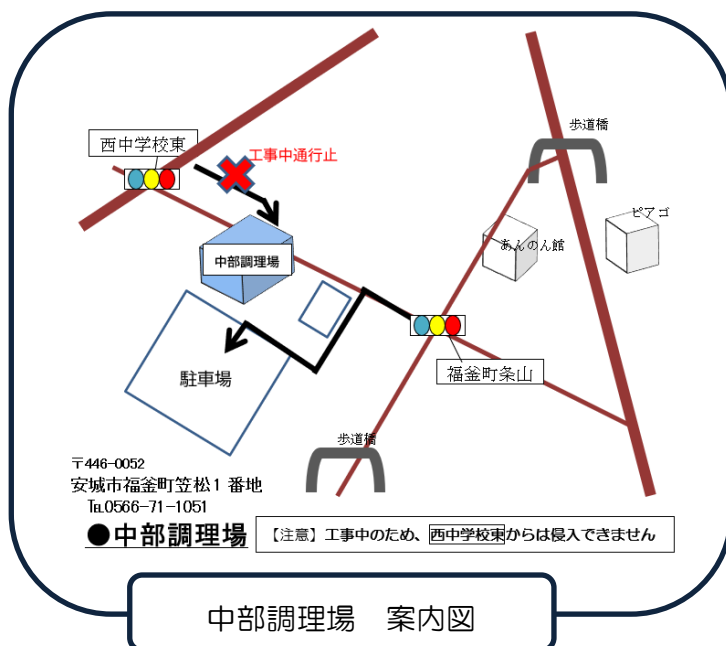 歩道橋
西中学校東
工事中通行止
ピアゴ
あんのん館
中部調理場
福釜町条山
駐車場
歩道橋
〒446-0052
安城市福釜町笠松1番地
℡0566-71-1051
●中部調理場
【注意】工事中のため、西中学校東からは侵入できません
中部調理場　案内図